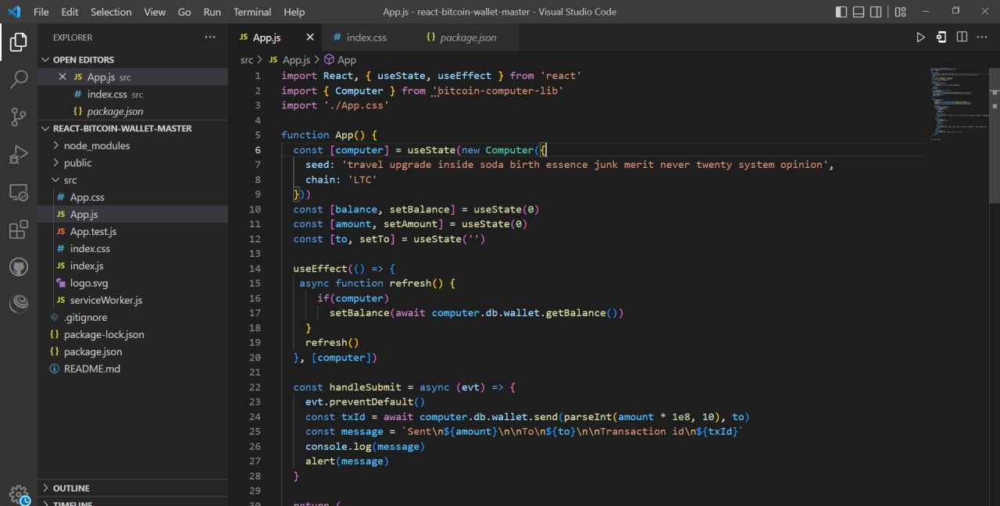 File Edit Selection View Go Run Terminal Help App.js - react-bitcoin-wallet-master - Visual Studio Code
EXPLORER
OPEN EDITORS
App.js src
index.css src
package.json
REACT-BITCOIN-WALLET-MASTER
node_modules
public
src
App.css
App.js
App.test.js
index.css
index.js
logo.svg
serviceWorker.js
.gitignore
package-lock.json
package.json
README.md
OUTLINE
TIMELINE
App.js index.css package.json
src > JS App.js > App
1 import React, { useState, useEffect } from 'react'
2 import { Computer } from 'bitcoin-computer-lib'
3 import './App.css'
4
5 function App() {
6 const [computer] = useState(new Computer({
7 seed: 'travel upgrade inside soda birth essence junk merit never twenty system opinion',
8 chain: 'LTC'
9 }))
10 const [balance, setBalance] = useState(0)
11 const [amount, setAmount] = useState(0)
12 const [to, setTo] = useState('')
13
14 useEffect(() => {
15 async function refresh() {
16 if(computer)
17 setBalance(await computer.db.wallet.getBalance())
18 }
19 refresh()
20 }, [computer])
21
22 const handleSubmit = async (evt) => {
23 evt.preventDefault()
24 const txId = await computer.db.wallet.send(parseInt(amount * 1e8, 10), to)
25 const message = `Sent\n${amount}\n\nTo\n${to}\n\nTransaction id\n${txId}`
26 console.log(message)
27 alert(message)
28 }
29
30 return (